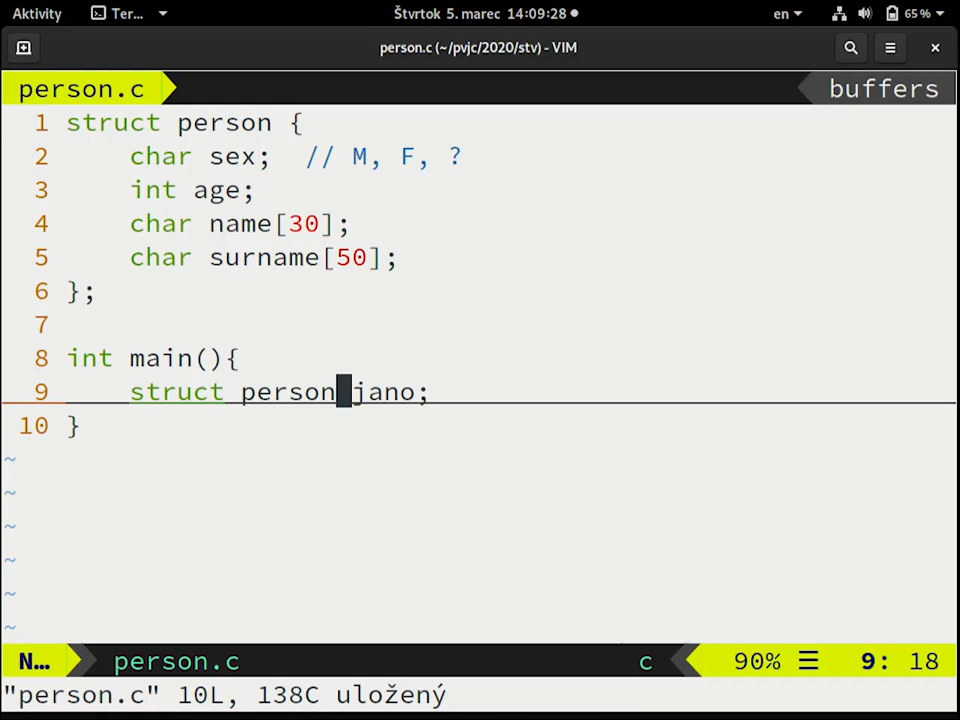 Aktivity Ter... Štvrtok 5. marec 14:09:28 en 65%
person.c (~/pvjc/2020/stv) - VIM
person.c buffers
1 struct person {
2     char sex;  // M, F, ?
3     int age;
4     char name[30];
5     char surname[50];
6 };
7
8 int main(){
9     struct person jano;
10 }
~
~
~
~
~
~
N... person.c c 90% ☰ 9: 18
"person.c" 10L, 138C uložený